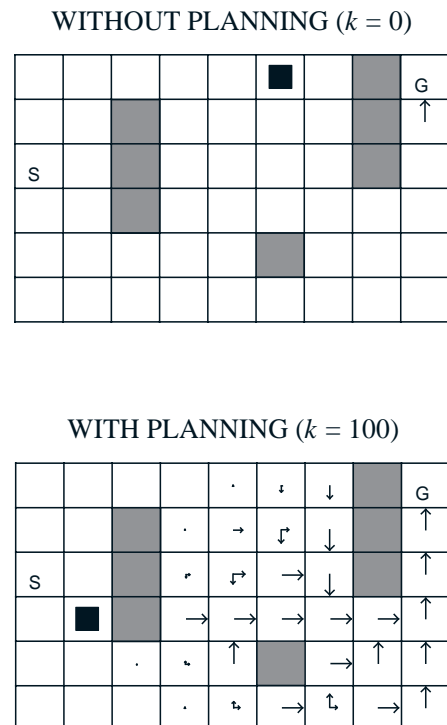 WITHOUT PLANNING (k = 0)
G
S
WITH PLANNING (k = 100)
G
S